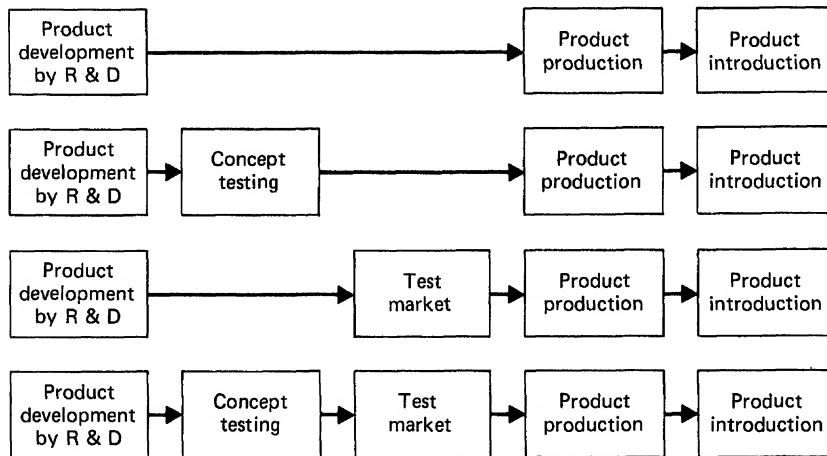 Product
development
by R & D
Product
production
Product
introduction
Product
development
by R & D
Concept
testing
Product
production
Product
introduction
Product
development
by R & D
Test
market
Product
production
Product
introduction
Product
development
by R & D
Concept
testing
Test
market
Product
production
Product
introduction